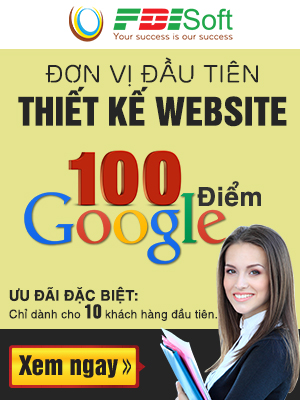 FDISoft
Your success is our success
ĐƠN VỊ ĐẦU TIÊN
THIẾT KẾ WEBSITE
100 Điểm
Google
ƯU ĐÃI ĐẶC BIỆT:
Chỉ dành cho 10 khách hàng đầu tiên.
Xem ngay »